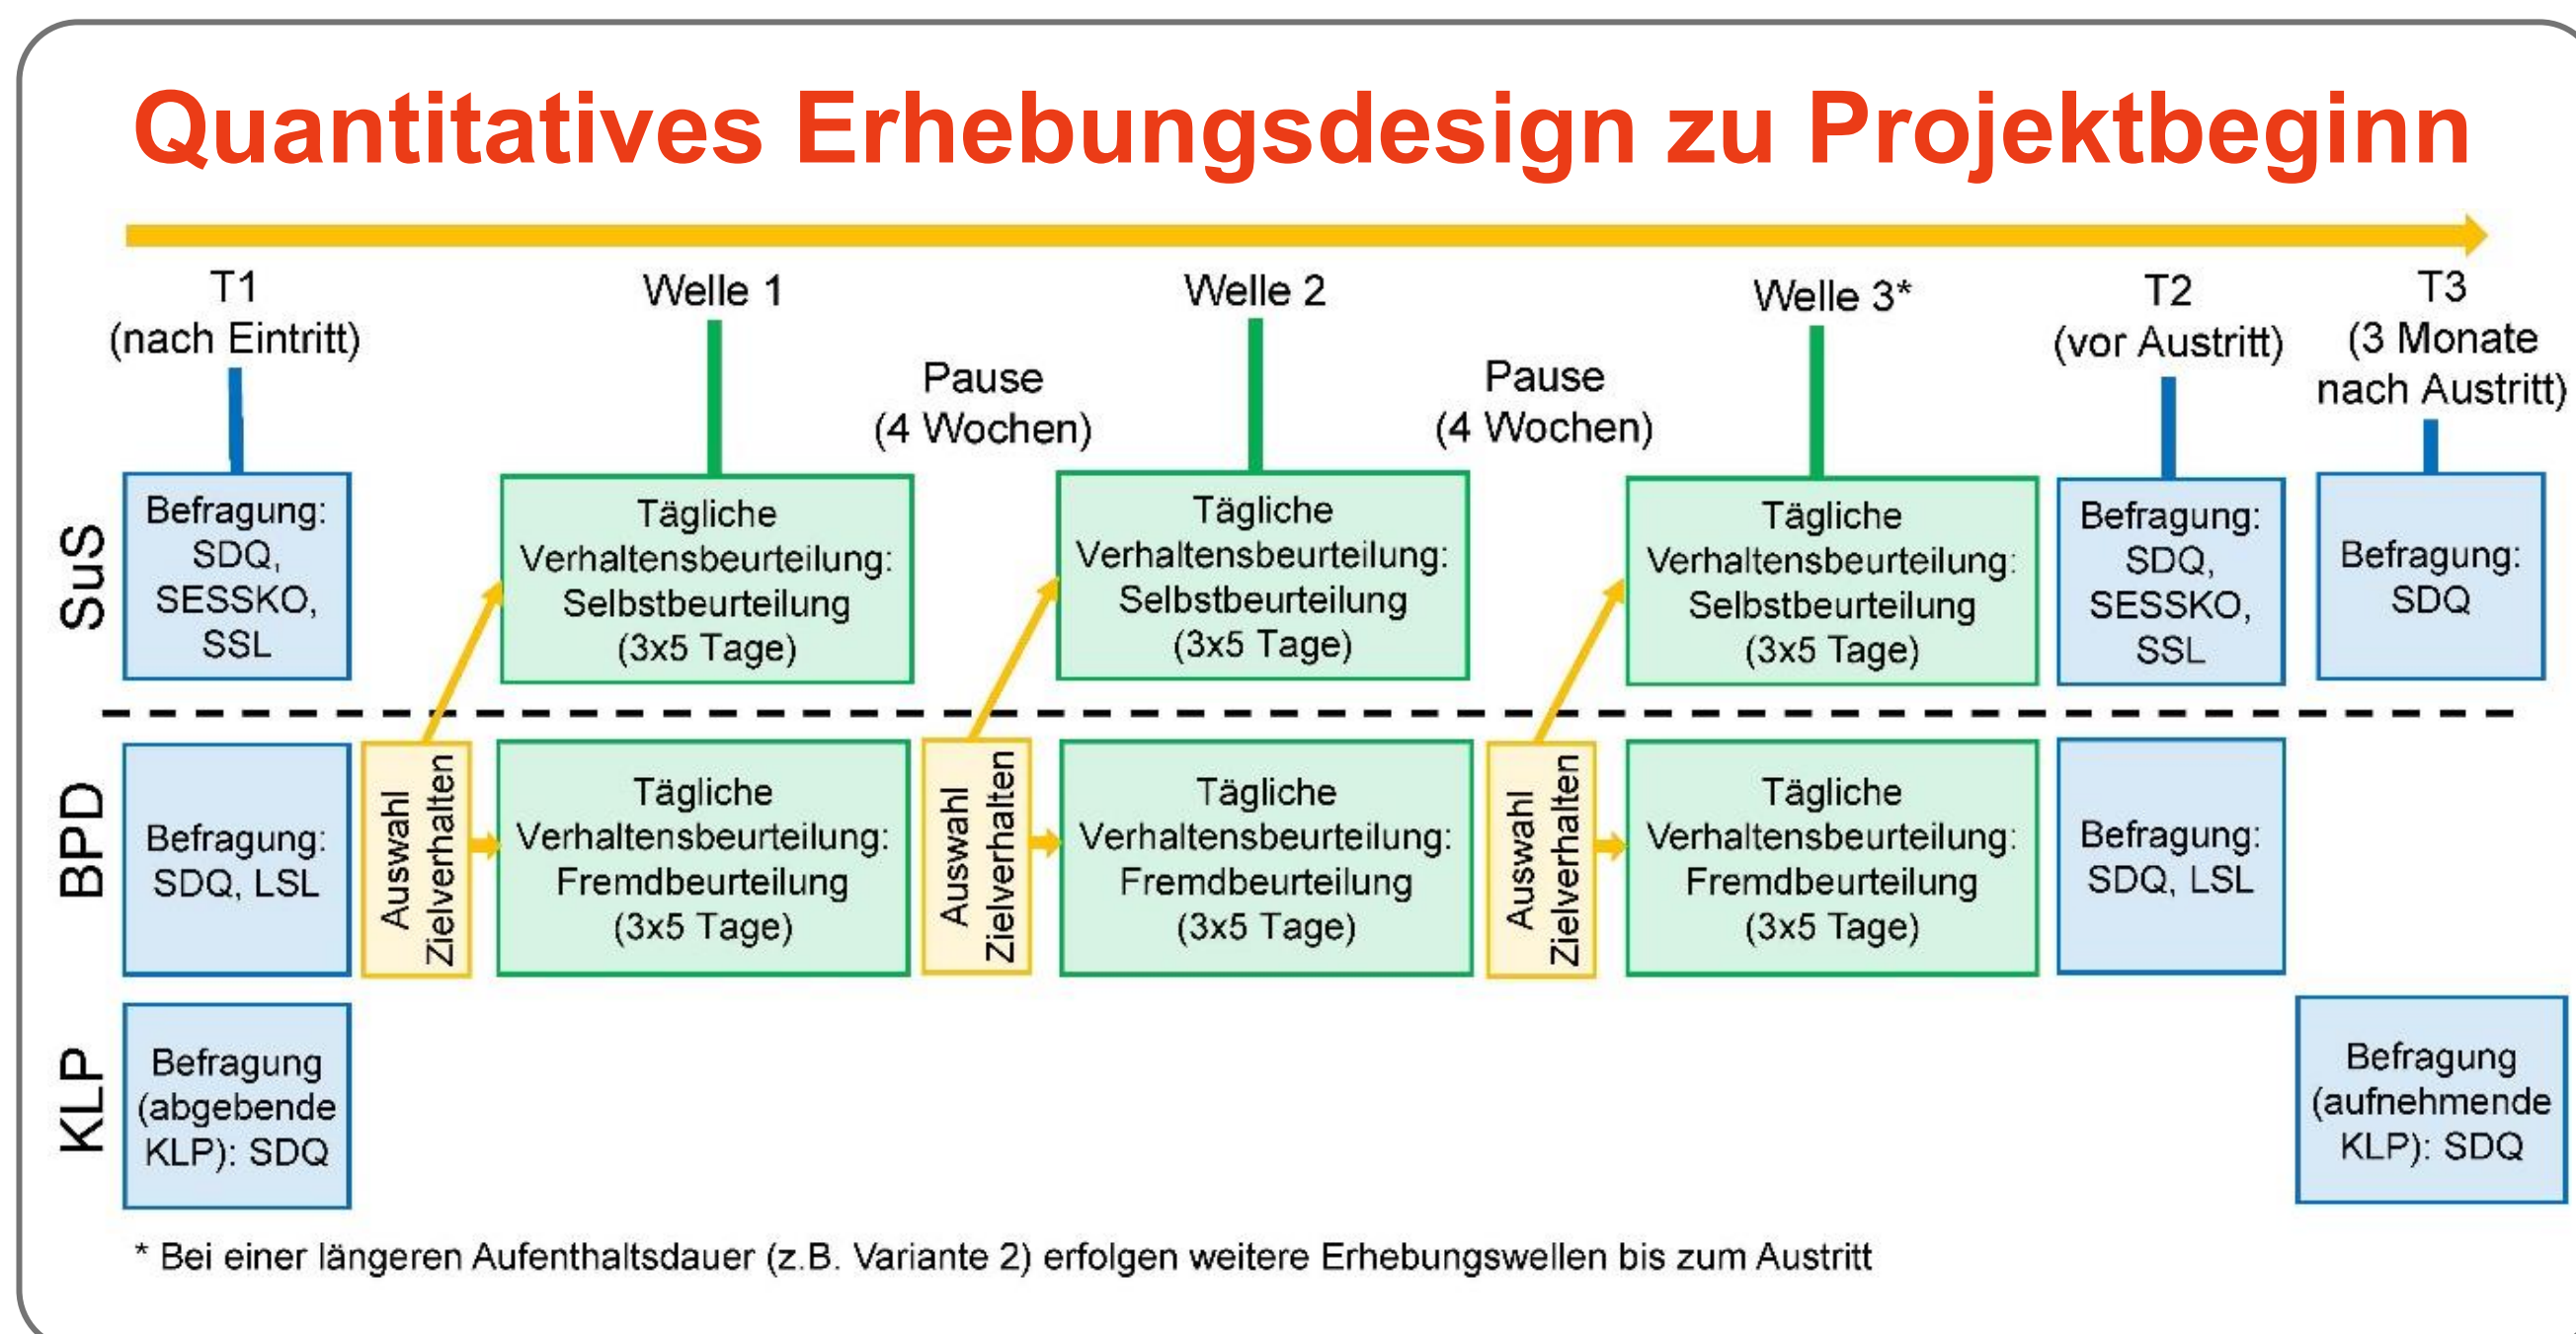 Quantitatives Erhebungsdesign zu Projektbeginn
T1
(nach Eintritt)
Welle 1
Pause
(4 Wochen)
Welle 2
Pause
(4 Wochen)
Welle 3*
T2
(vor Austritt)
T3
(3 Monate
nach Austritt)
SuS
Befragung:
SDQ,
SESSKO,
SSL
Tägliche
Verhaltensbeurteilung:
Selbstbeurteilung
(3x5 Tage)
Tägliche
Verhaltensbeurteilung:
Selbstbeurteilung
(3x5 Tage)
Tägliche
Verhaltensbeurteilung:
Selbstbeurteilung
(3x5 Tage)
Befragung:
SDQ,
SESSKO,
SSL
Befragung:
SDQ
BPD
Befragung:
SDQ, LSL
Auswahl
Zielverhalten
Tägliche
Verhaltensbeurteilung:
Fremdbeurteilung
(3x5 Tage)
Auswahl
Zielverhalten
Tägliche
Verhaltensbeurteilung:
Fremdbeurteilung
(3x5 Tage)
Auswahl
Zielverhalten
Tägliche
Verhaltensbeurteilung:
Fremdbeurteilung
(3x5 Tage)
Befragung:
SDQ, LSL
KLP
Befragung
(abgebende
KLP): SDQ
Befragung
(aufnehmende
KLP): SDQ
* Bei einer längeren Aufenthaltsdauer (z.B. Variante 2) erfolgen weitere Erhebungswellen bis zum Austritt